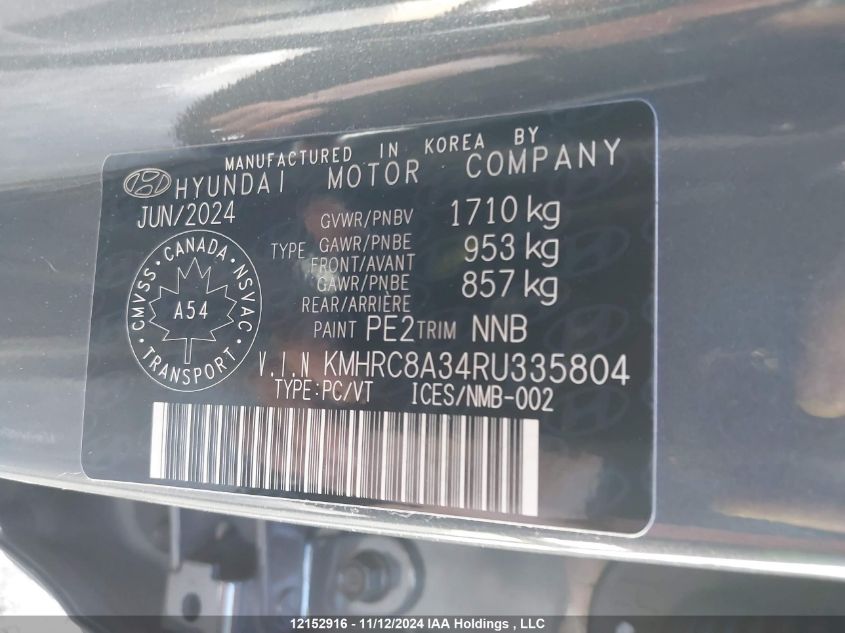 MANUFACTURED IN KOREA BY
HYUNDAI MOTOR COMPANY
JUN/2024
GVWR/PNBV 1710 kg
TYPE GAWR/PNBE 953 kg
FRONT/AVANT
GAWR/PNBE 857 kg
REAR/ARRIÈRE
PAINT PE2 TRIM NNB
CMVSS · CANADA · NSVAC
A54
· TRANSPORT ·
V.I.N KMHRC8A34RU335804
TYPE:PC/VT ICES/NMB-002
12152916 - 11/12/2024 IAA Holdings , LLC